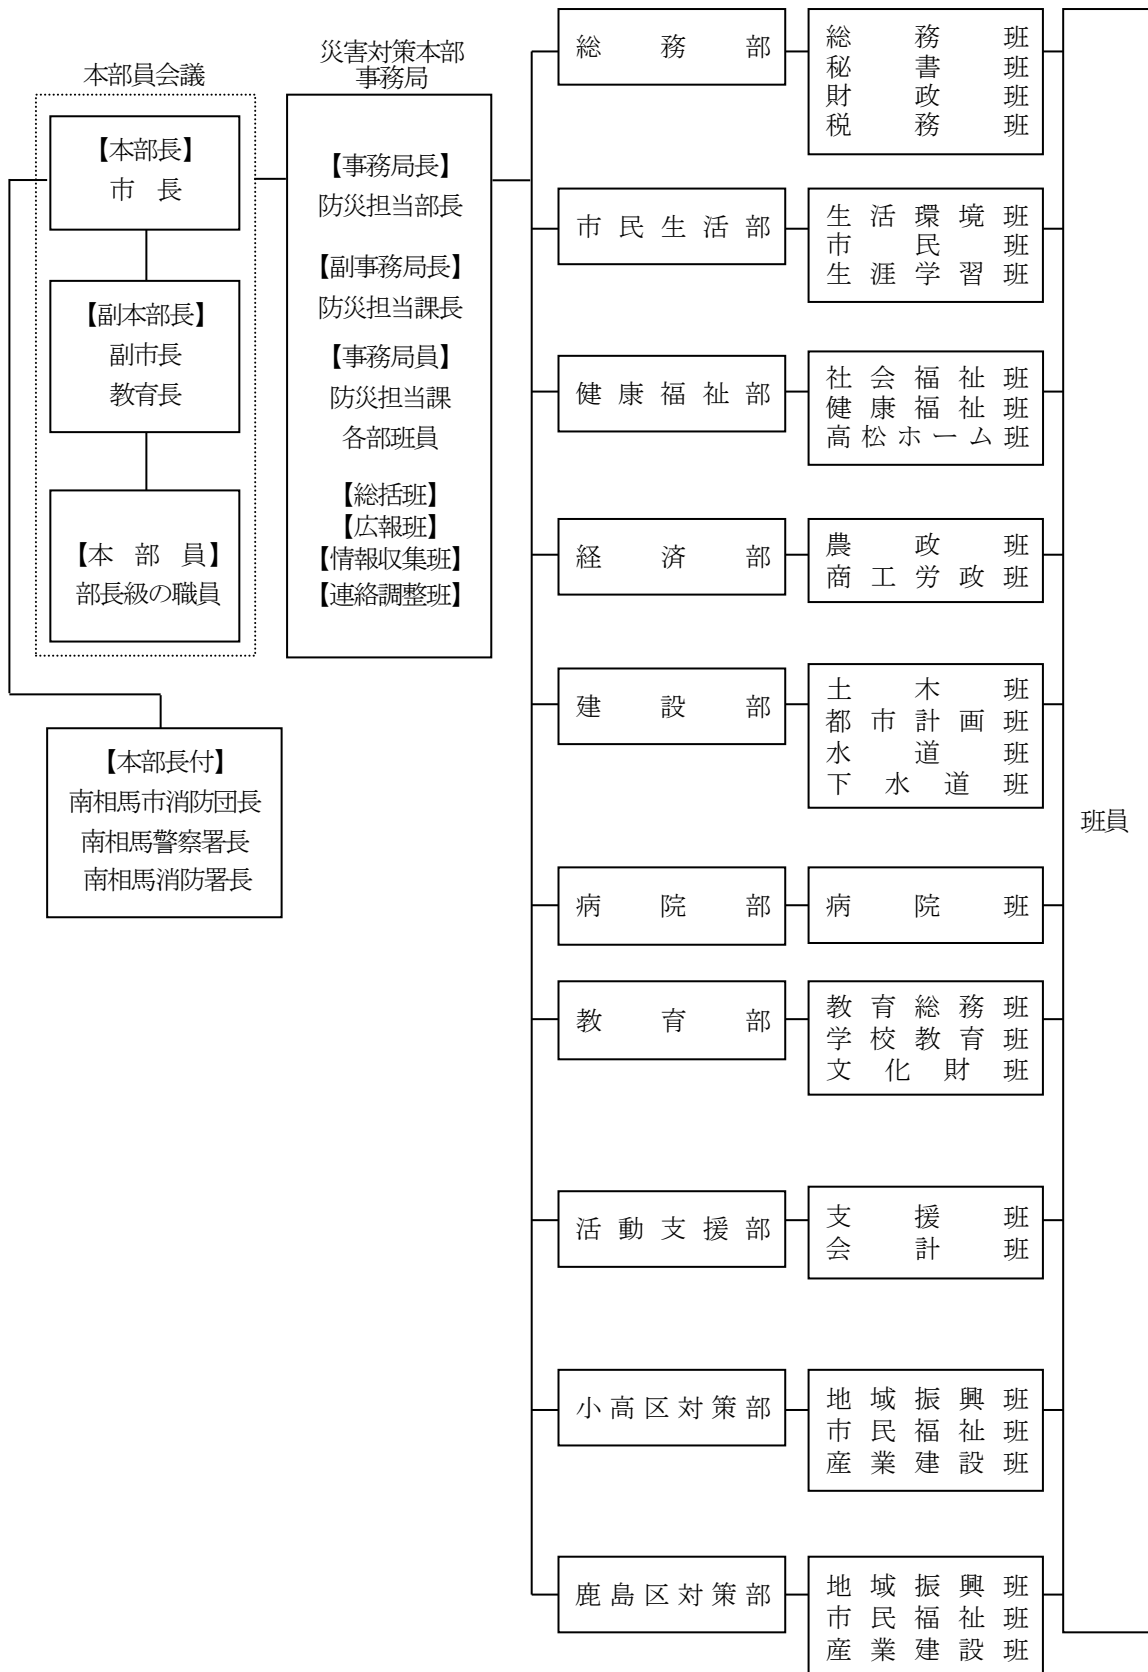 本部員会議
【本部長】
市 長
【副本部長】
副市長
教育長
【本 部 員】
部長級の職員
【本部長付】
南相馬市消防団長
南相馬警察署長
南相馬消防署長
災害対策本部
事務局
【事務局長】
防災担当部長
【副事務局長】
防災担当課長
【事務局員】
防災担当課
各部班員
【総括班】
【広報班】
【情報収集班】
【連絡調整班】
総務部
総務班
秘書班
財政班
税務班
市民生活部
生活環境班
市民班
生涯学習班
健康福祉部
社会福祉班
健康福祉班
高松ホーム班
経済部
農政班
商工労政班
建設部
土木班
都市計画班
水道班
下水道班
病院部
病院班
教育部
教育総務班
学校教育班
文化財班
活動支援部
支援班
会計班
小高区対策部
地域振興班
市民福祉班
産業建設班
鹿島区対策部
地域振興班
市民福祉班
産業建設班
班員